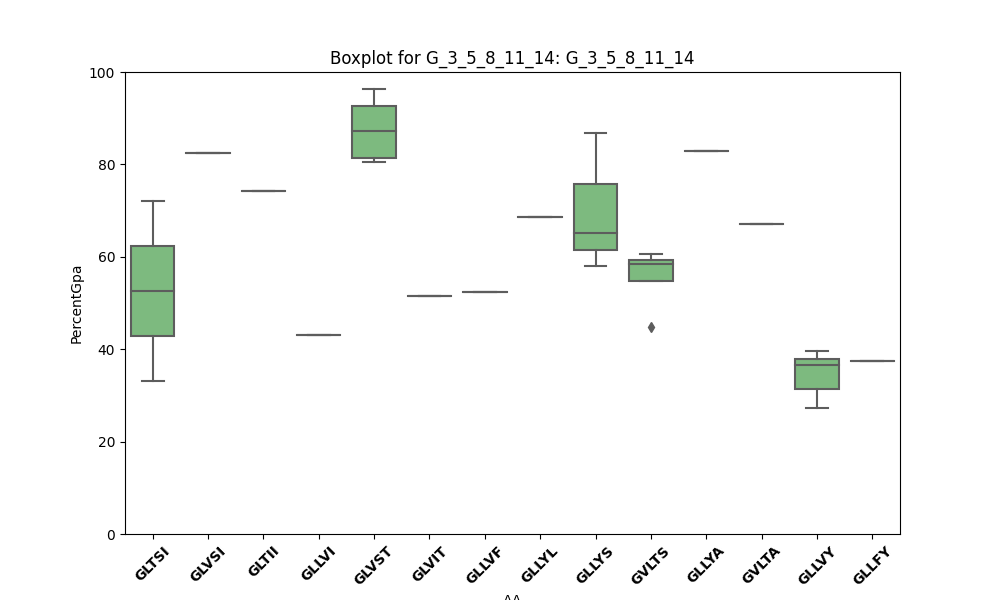 Boxplot for G_3_5_8_11_14: G_3_5_8_11_14
100
80
60
40
20
0
PercentGpa
GLTSI GLVSI GLTII GLLVI GLVST GLVIT GLLVF GLLYL GLLYS GVLTS GLLYA GVLTA GLLVY GLLFY
AA